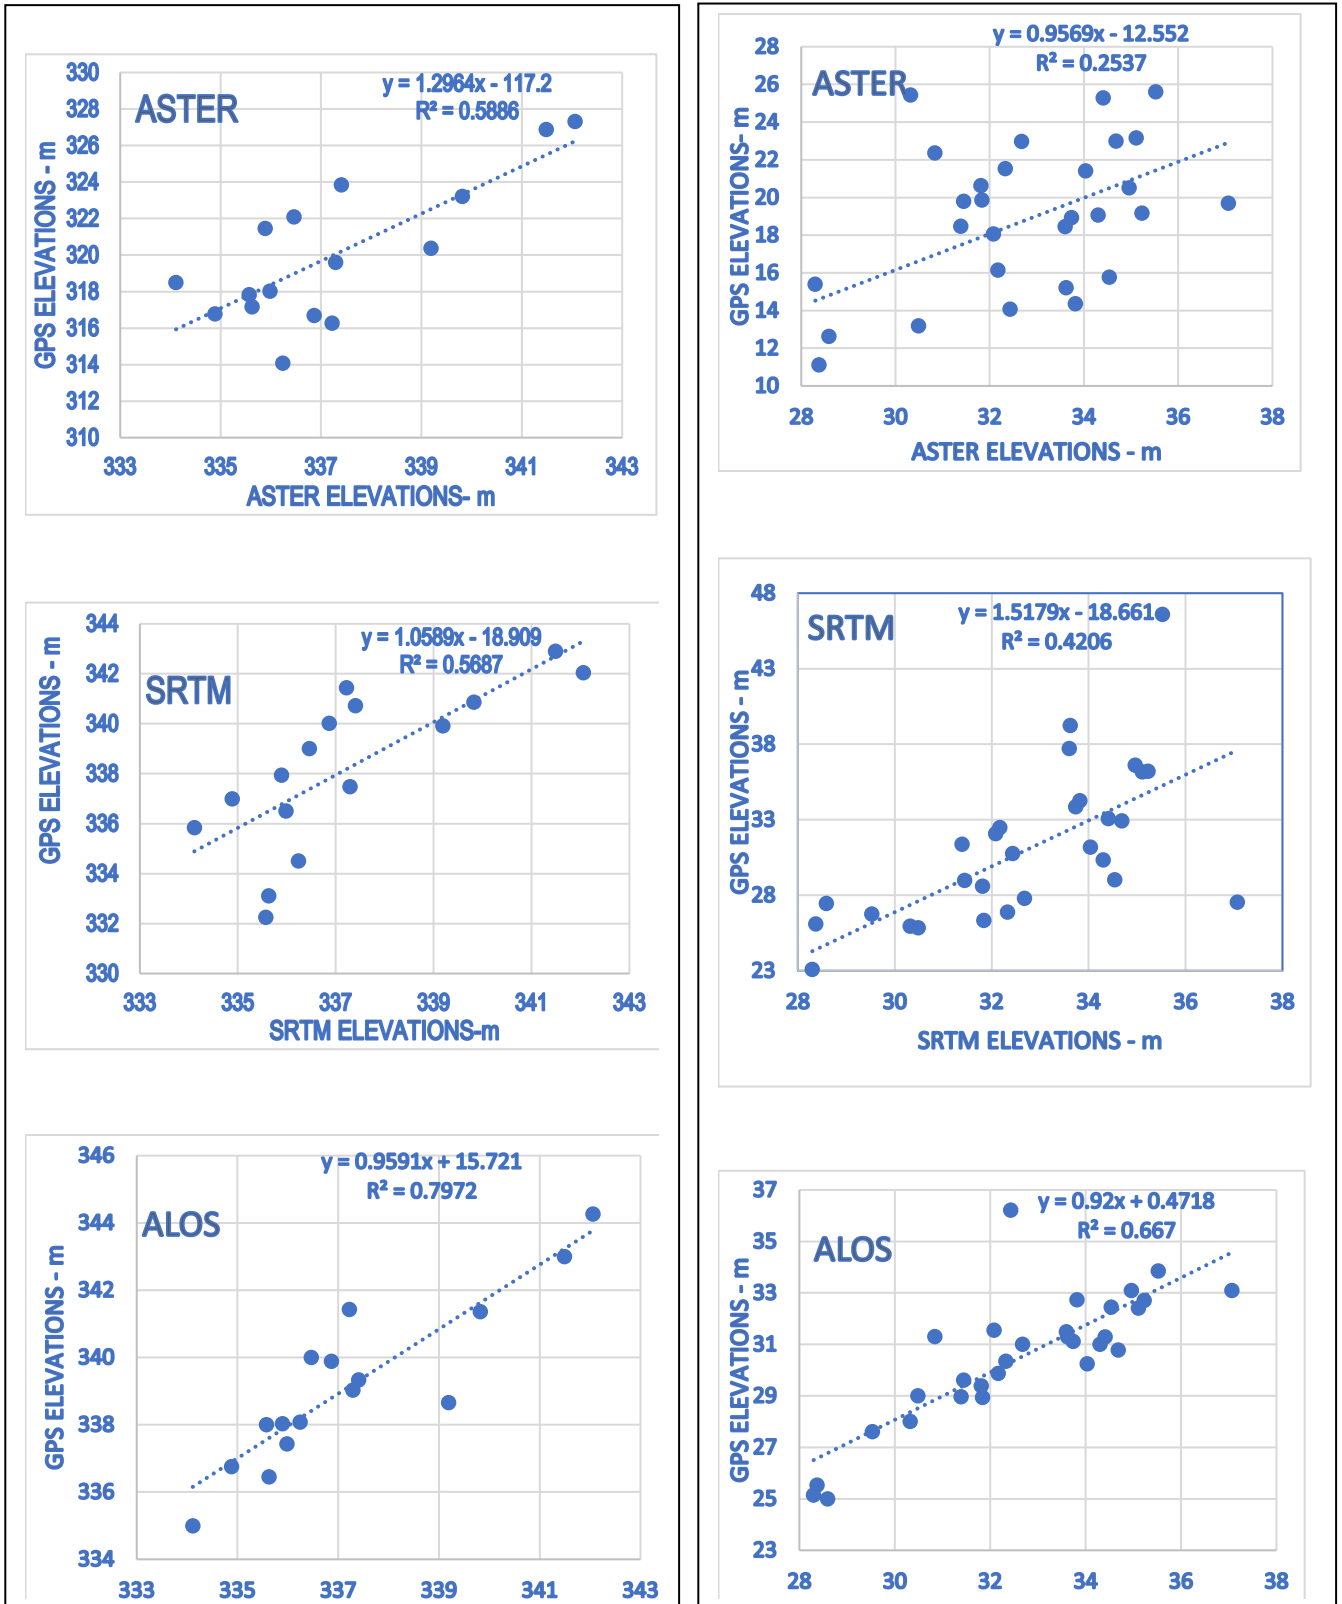 330
328
326
324
322
320
318
316
314
312
310
GPS ELEVATIONS - m
ASTER
y = 1.2964x - 117.2
R² = 0.5886
333 335 337 339 341 343
ASTER ELEVATIONS- m
344
342
340
338
336
334
332
330
GPS ELEVATIONS - m
SRTM
y = 1.0589x - 18.909
R² = 0.5687
333 335 337 339 341 343
SRTM ELEVATIONS-m
346
344
342
340
338
336
334
GPS ELEVATIONS - m
ALOS
y = 0.9591x + 15.721
R² = 0.7972
333 335 337 339 341 343
28
26
24
22
20
18
16
14
12
10
GPS ELEVATIONS- m
ASTER
y = 0.9569x - 12.552
R² = 0.2537
28 30 32 34 36 38
ASTER ELEVATIONS - m
48
43
38
33
28
23
GPS ELEVATIONS - m
SRTM
y = 1.5179x - 18.661
R² = 0.4206
28 30 32 34 36 38
SRTM ELEVATIONS - m
37
35
33
31
29
27
25
23
GPS ELEVATIONS - m
ALOS
y = 0.92x + 0.4718
R² = 0.667
28 30 32 34 36 38